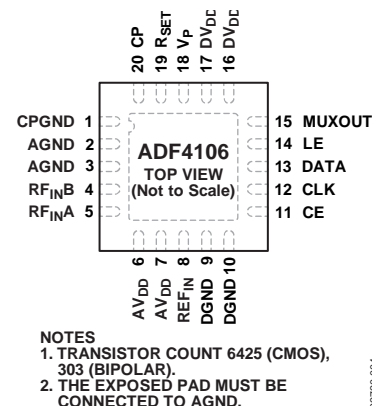 20 CP
19 RSET
18 VP
17 DVDD
16 DVDD
CPGND 1
AGND 2
AGND 3
RFINB 4
RFINA 5
ADF4106
TOP VIEW
(Not to Scale)
15 MUXOUT
14 LE
13 DATA
12 CLK
11 CE
AVDD 6
AVDD 7
REFIN 8
DGND 9
DGND 10
NOTES
1. TRANSISTOR COUNT 6425 (CMOS),
303 (BIPOLAR).
2. THE EXPOSED PAD MUST BE
CONNECTED TO AGND.